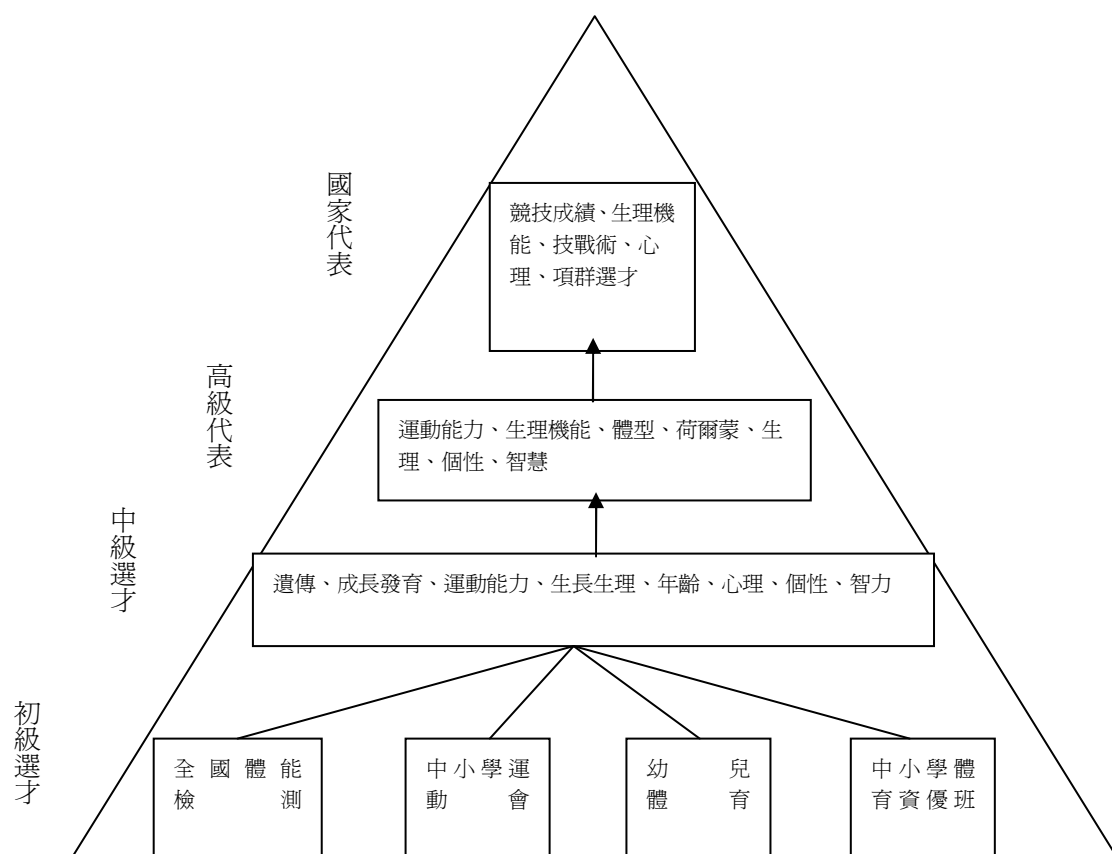 國家代表
競技成績、生理機
能、技戰術、心
理、項群選才
高級代表
運動能力、生理機能、體型、荷爾蒙、生
理、個性、智慧
中級選才
遺傳、成長發育、運動能力、生長生理、年齡、心理、個性、智力
初級選才
全國體能
檢測
中小學運
動會
幼兒
體育
中小學體
育資優班